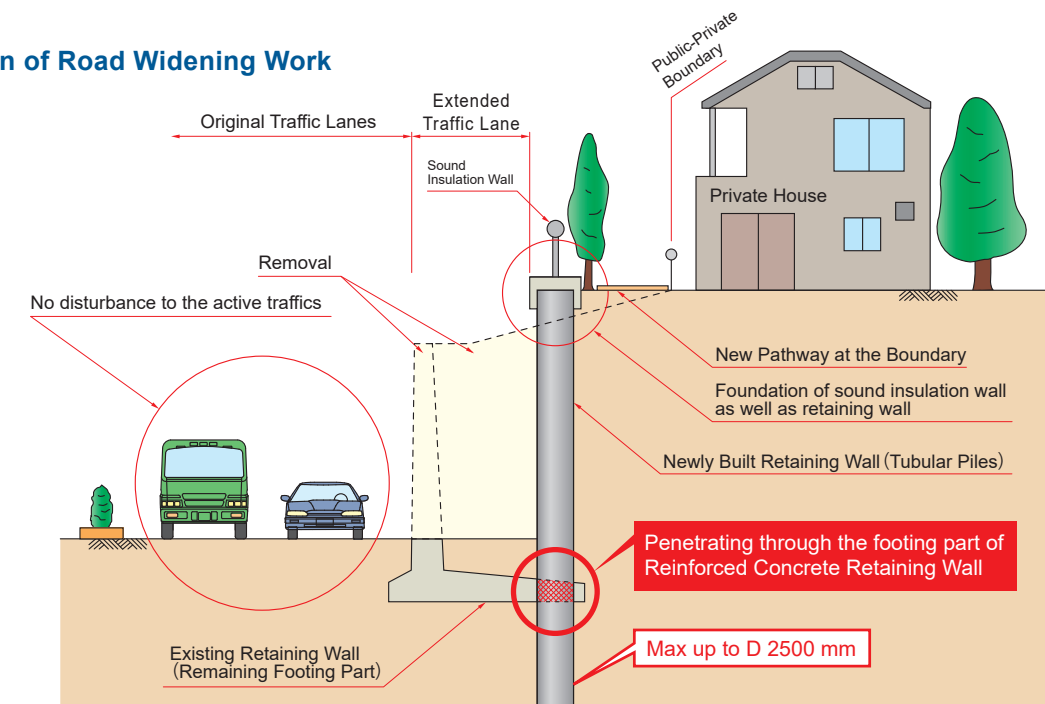 n of Road Widening Work
Public-Private
Boundary
Original Traffic Lanes
Extended
Traffic Lane
Sound
Insulation Wall
Private House
Removal
No disturbance to the active traffics
New Pathway at the Boundary
Foundation of sound insulation wall
as well as retaining wall
Newly Built Retaining Wall (Tubular Piles)
Penetrating through the footing part of
Reinforced Concrete Retaining Wall
Max up to D 2500 mm
Existing Retaining Wall
(Remaining Footing Part)